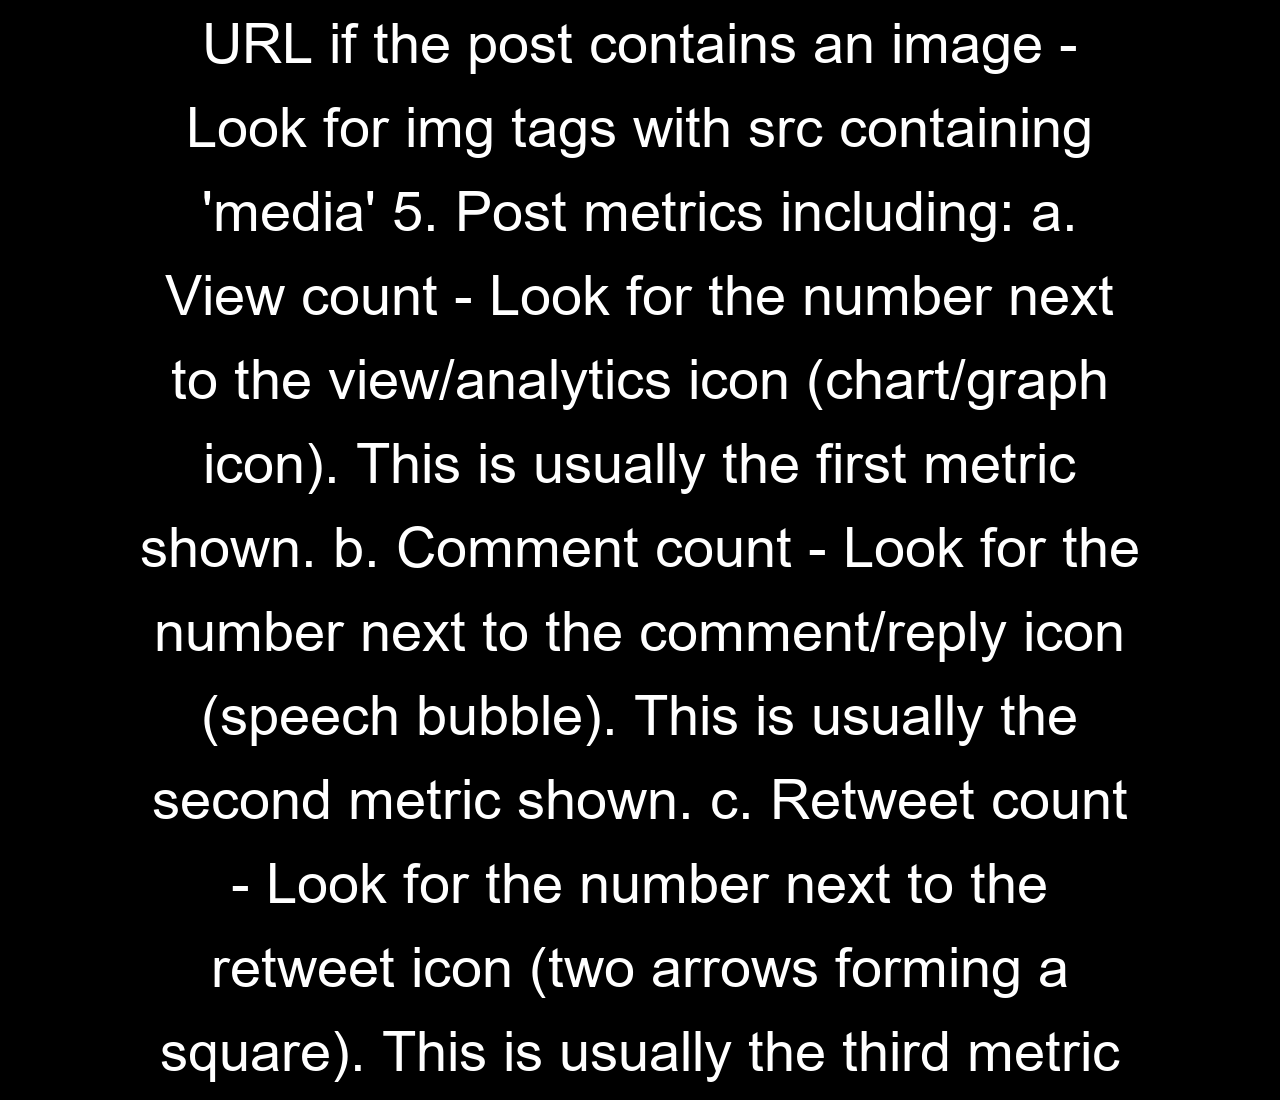 URL if the post contains an image -
Look for img tags with src containing
'media' 5. Post metrics including: a.
View count - Look for the number next
to the view/analytics icon (chart/graph
icon). This is usually the first metric
shown. b. Comment count - Look for the
number next to the comment/reply icon
(speech bubble). This is usually the
second metric shown. c. Retweet count
- Look for the number next to the
retweet icon (two arrows forming a
square). This is usually the third metric